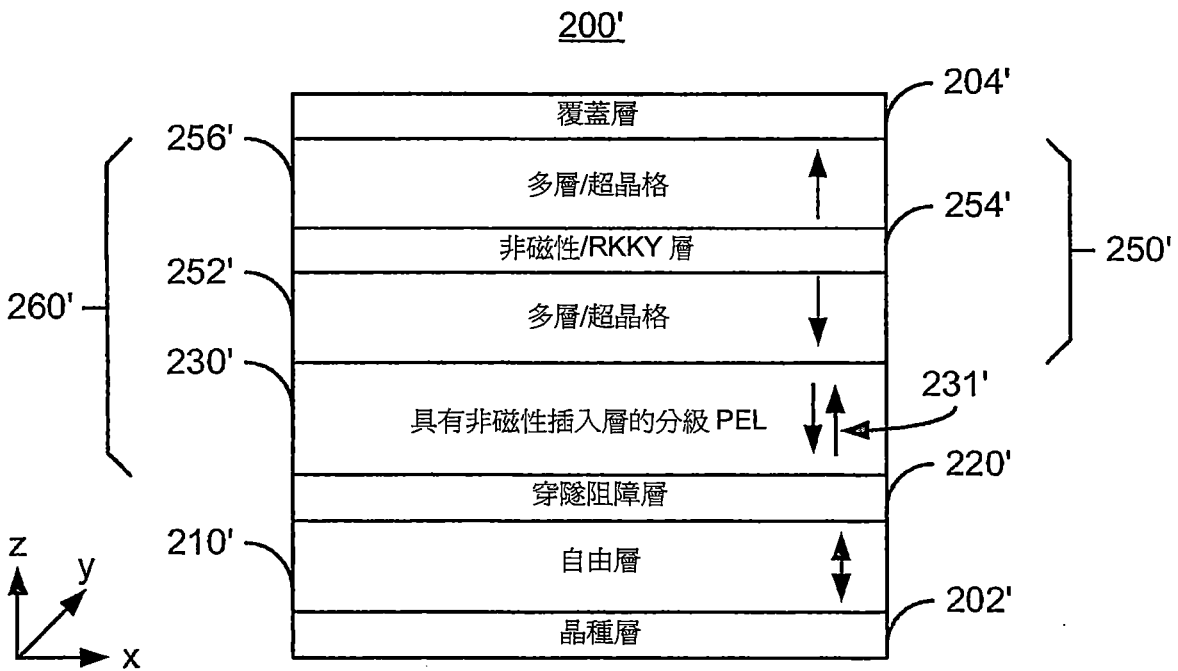 200'
204'
覆蓋層
256'
多層/超晶格
254'
非磁性/RKKY 層
250'
252'
260'
多層/超晶格
230'
231'
具有非磁性插入層的分級 PEL
220'
穿隧阻障層
210'
自由層
z
y
x
202'
晶種層